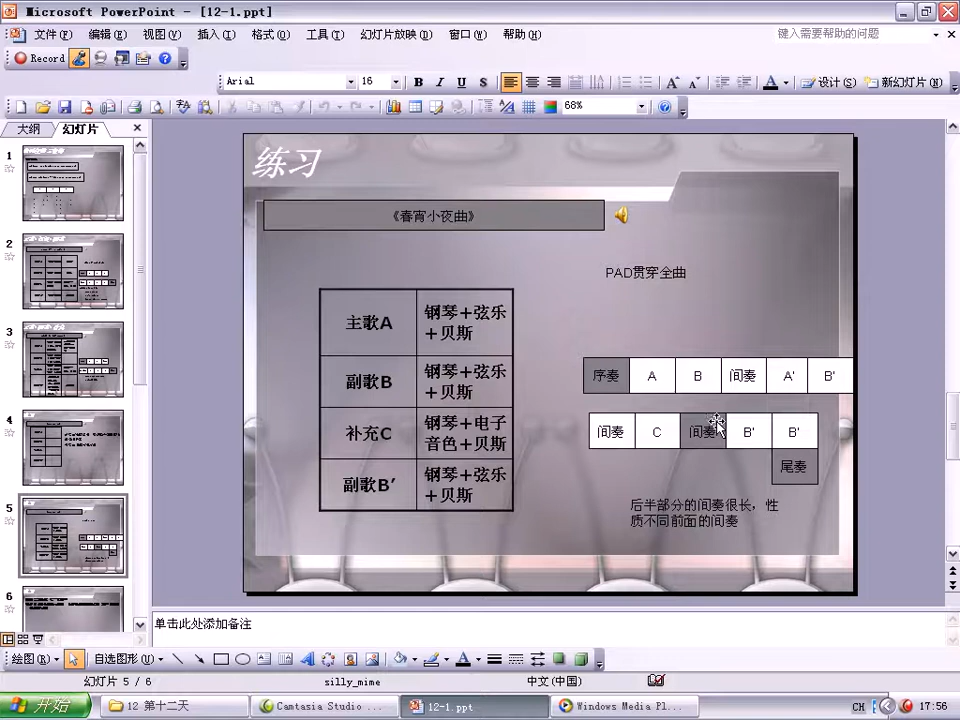 Microsoft PowerPoint - [12-1.ppt]
文件(F) 编辑(E) 视图(V) 插入(I) 格式(O) 工具(T) 幻灯片放映(D) 窗口(W) 帮助(H) 键入需要帮助的问题
Record
Arial 16 B I U S A A A 设计(S) 新幻灯片(N)
68%
大纲 幻灯片
1
2
3
4
5
6
练习
《春宵小夜曲》
PAD贯穿全曲
主歌A 钢琴+弦乐
+贝斯
副歌B 钢琴+弦乐
+贝斯
补充C 钢琴+电子
音色+贝斯
副歌B′ 钢琴+弦乐
+贝斯
序奏 A B 间奏 A' B'
间奏 C 间奏 B' B'
尾奏
后半部分的间奏很长，性
质不同前面的间奏
单击此处添加备注
绘图(R) 自选图形(U)
幻灯片 5 / 6 silly_mime 中文(中国)
开始 12 第十二天 Camtasia Studio ... 12-1.ppt Windows Media Pl... CH 17:56